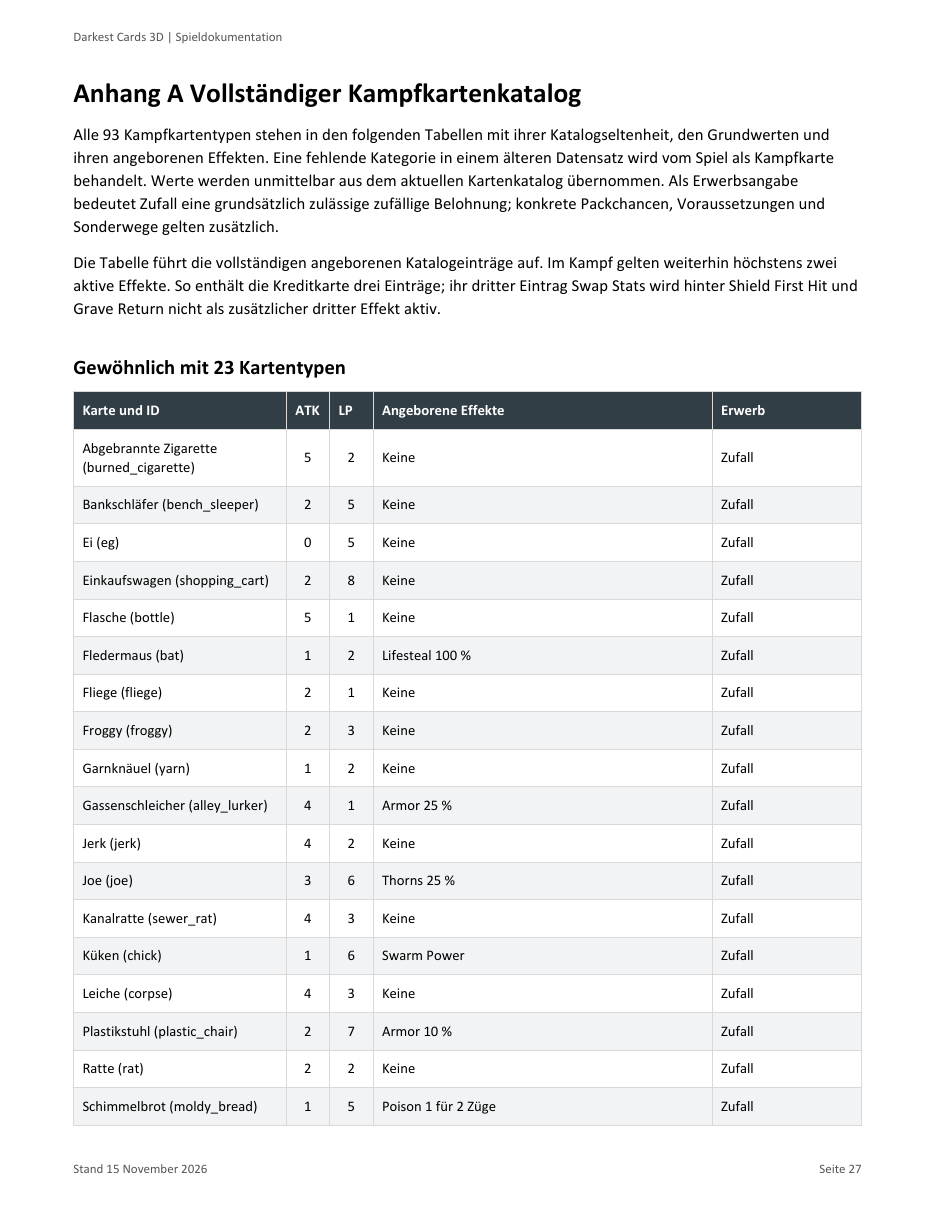 Darkest Cards 3D | Spieldokumentation
Anhang A Vollständiger Kampfkartenkatalog
Alle 93 Kampfkartentypen stehen in den folgenden Tabellen mit ihrer Katalogseltenheit, den Grundwerten und
ihren angeborenen Effekten. Eine fehlende Kategorie in einem älteren Datensatz wird vom Spiel als Kampfkarte
behandelt. Werte werden unmittelbar aus dem aktuellen Kartenkatalog übernommen. Als Erwerbsangabe
bedeutet Zufall eine grundsätzlich zulässige zufällige Belohnung; konkrete Packchancen, Voraussetzungen und
Sonderwege gelten zusätzlich.
Die Tabelle führt die vollständigen angeborenen Katalogeinträge auf. Im Kampf gelten weiterhin höchstens zwei
aktive Effekte. So enthält die Kreditkarte drei Einträge; ihr dritter Eintrag Swap Stats wird hinter Shield First Hit und
Grave Return nicht als zusätzlicher dritter Effekt aktiv.
Gewöhnlich mit 23 Kartentypen
Karte und ID ATK LP Angeborene Effekte Erwerb
Abgebrannte Zigarette
(burned_cigarette) 5 2 Keine Zufall
Bankschläfer (bench_sleeper) 2 5 Keine Zufall
Ei (eg) 0 5 Keine Zufall
Einkaufswagen (shopping_cart) 2 8 Keine Zufall
Flasche (bottle) 5 1 Keine Zufall
Fledermaus (bat) 1 2 Lifesteal 100 % Zufall
Fliege (fliege) 2 1 Keine Zufall
Froggy (froggy) 2 3 Keine Zufall
Garnknäuel (yarn) 1 2 Keine Zufall
Gassenschleicher (alley_lurker) 4 1 Armor 25 % Zufall
Jerk (jerk) 4 2 Keine Zufall
Joe (joe) 3 6 Thorns 25 % Zufall
Kanalratte (sewer_rat) 4 3 Keine Zufall
Küken (chick) 1 6 Swarm Power Zufall
Leiche (corpse) 4 3 Keine Zufall
Plastikstuhl (plastic_chair) 2 7 Armor 10 % Zufall
Ratte (rat) 2 2 Keine Zufall
Schimmelbrot (moldy_bread) 1 5 Poison 1 für 2 Züge Zufall
Stand 15 November 2026 Seite 27